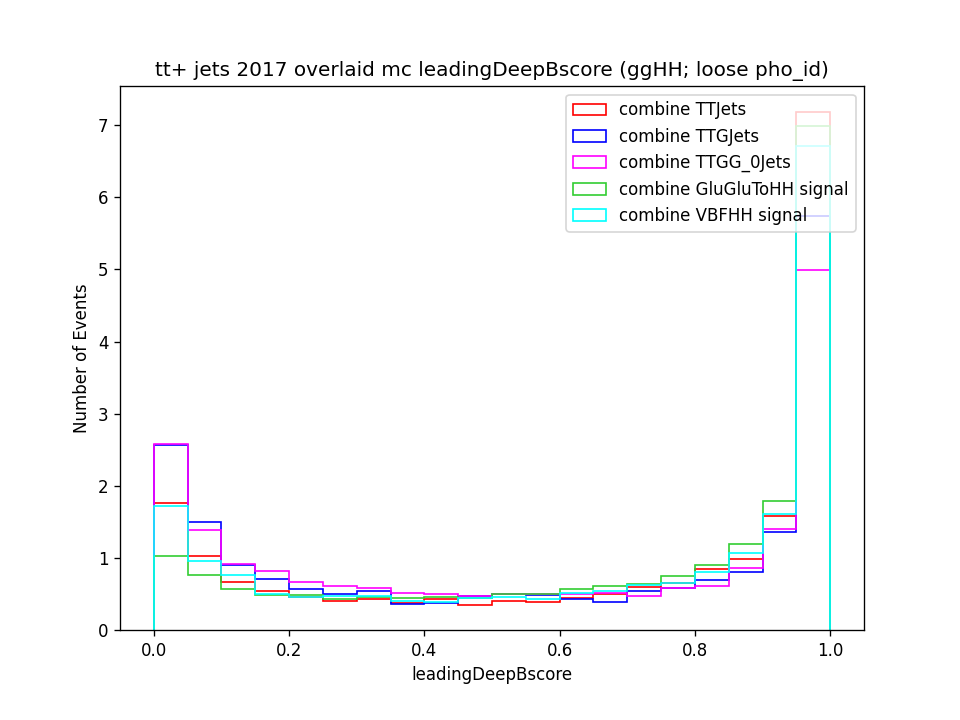 tt+ jets 2017 overlaid mc leadingDeepBscore (ggHH; loose pho_id)
combine TTJets
combine TTGJets
combine TTGG_0Jets
combine GluGluToHH signal
combine VBFHH signal
Number of Events
7
6
5
4
3
2
1
0
0.0 0.2 0.4 0.6 0.8 1.0
leadingDeepBscore